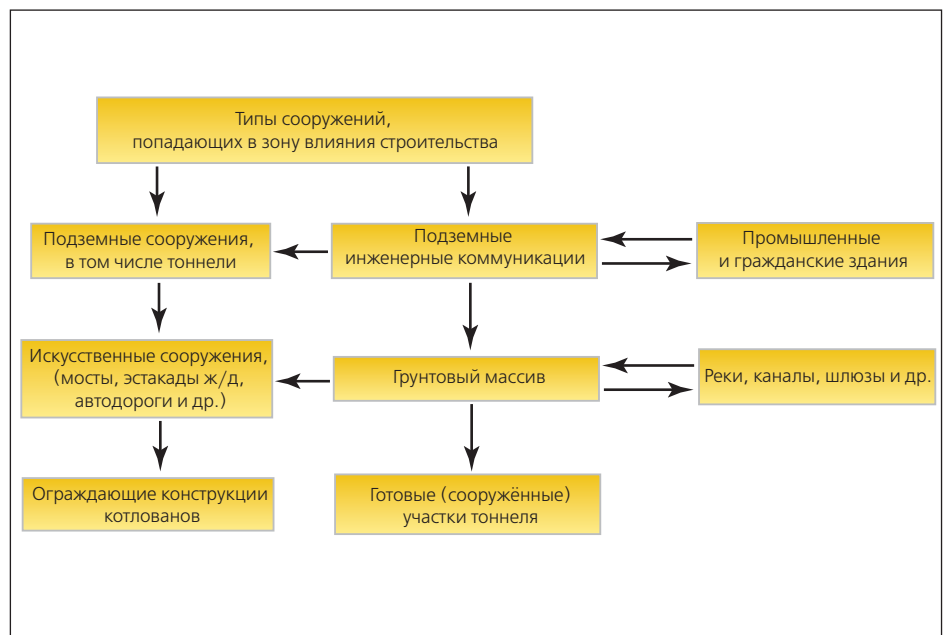 Типы сооружений,
попадающих в зону влияния строительства
Подземные сооружения,
в том числе тоннели
Подземные
инженерные коммуникации
Промышленные
и гражданские здания
Искусственные сооружения,
(мосты, эстакады ж/д,
автодороги и др.)
Грунтовый массив
Реки, каналы, шлюзы и др.
Ограждающие конструкции
котлованов
Готовые (сооружённые)
участки тоннеля